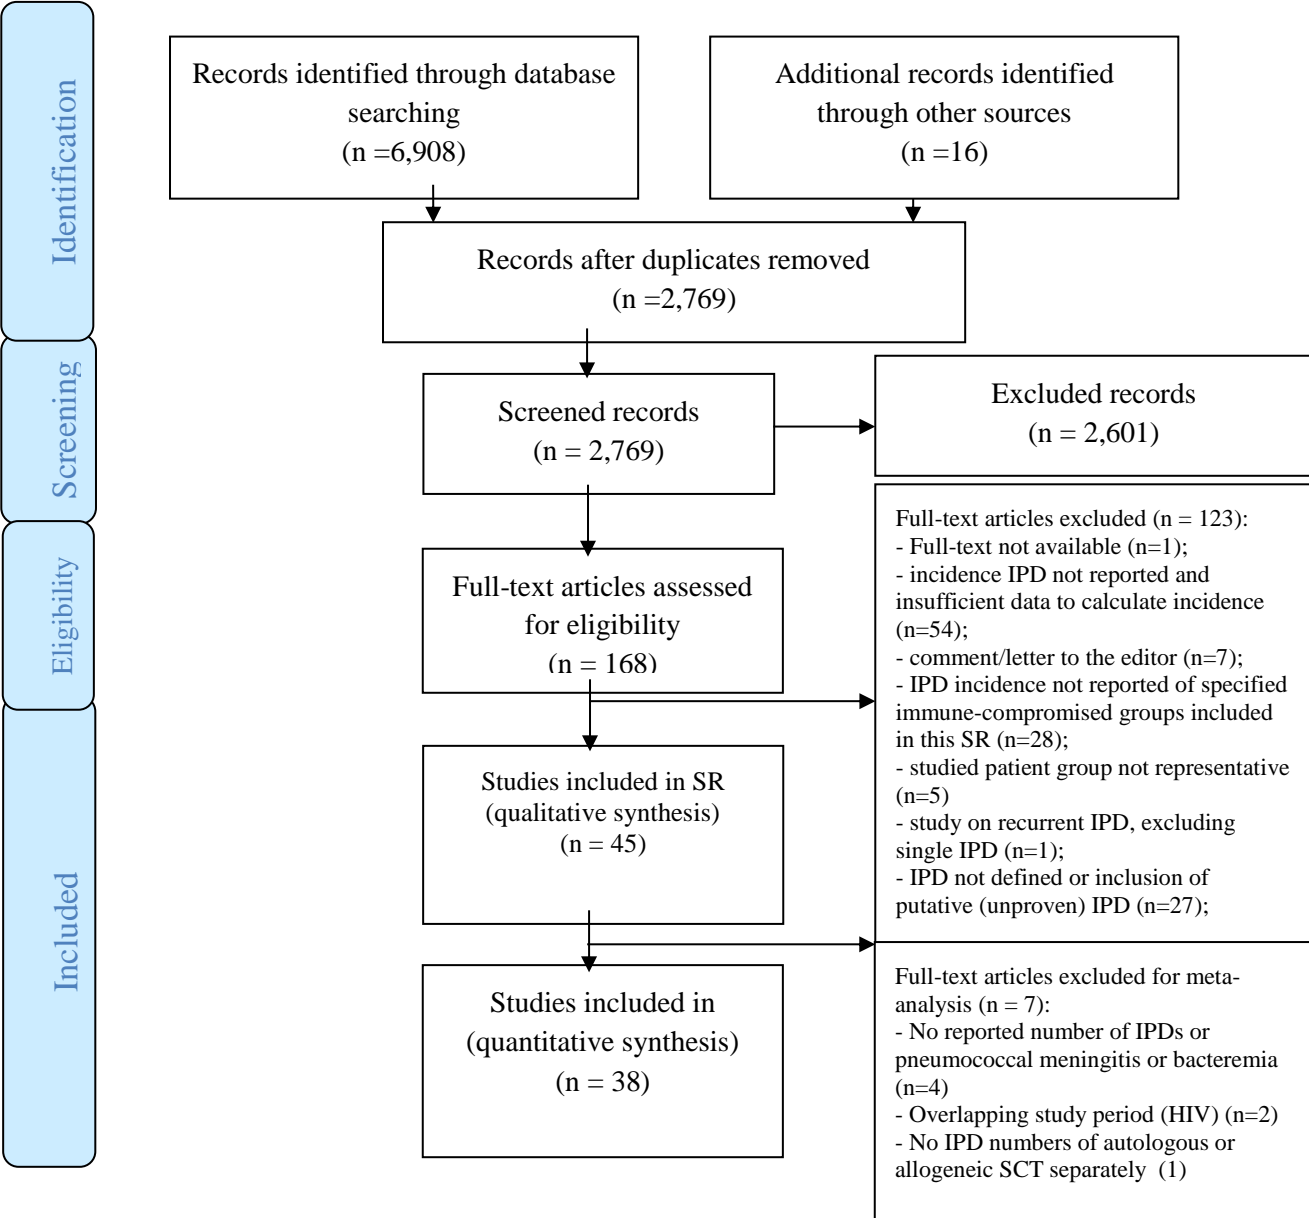 Identification
Records identified through database
searching
(n =6,908)
Additional records identified
through other sources
(n =16)
Records after duplicates removed
(n =2,769)
Screening
Screened records
(n = 2,769)
Excluded records
(n = 2,601)
Eligibility
Full-text articles assessed
for eligibility
(n = 168)
Full-text articles excluded (n = 123):
- Full-text not available (n=1);
- incidence IPD not reported and
insufficient data to calculate incidence
(n=54);
- comment/letter to the editor (n=7);
- IPD incidence not reported of specified
immune-compromised groups included
in this SR (n=28);
- studied patient group not representative
(n=5)
- study on recurrent IPD, excluding
single IPD (n=1);
- IPD not defined or inclusion of
putative (unproven) IPD (n=27);
Included
Studies included in SR
(qualitative synthesis)
(n = 45)
Studies included in
(quantitative synthesis)
(n = 38)
Full-text articles excluded for meta-
analysis (n = 7):
- No reported number of IPDs or
pneumococcal meningitis or bacteremia
(n=4)
- Overlapping study period (HIV) (n=2)
- No IPD numbers of autologous or
allogeneic SCT separately  (1)